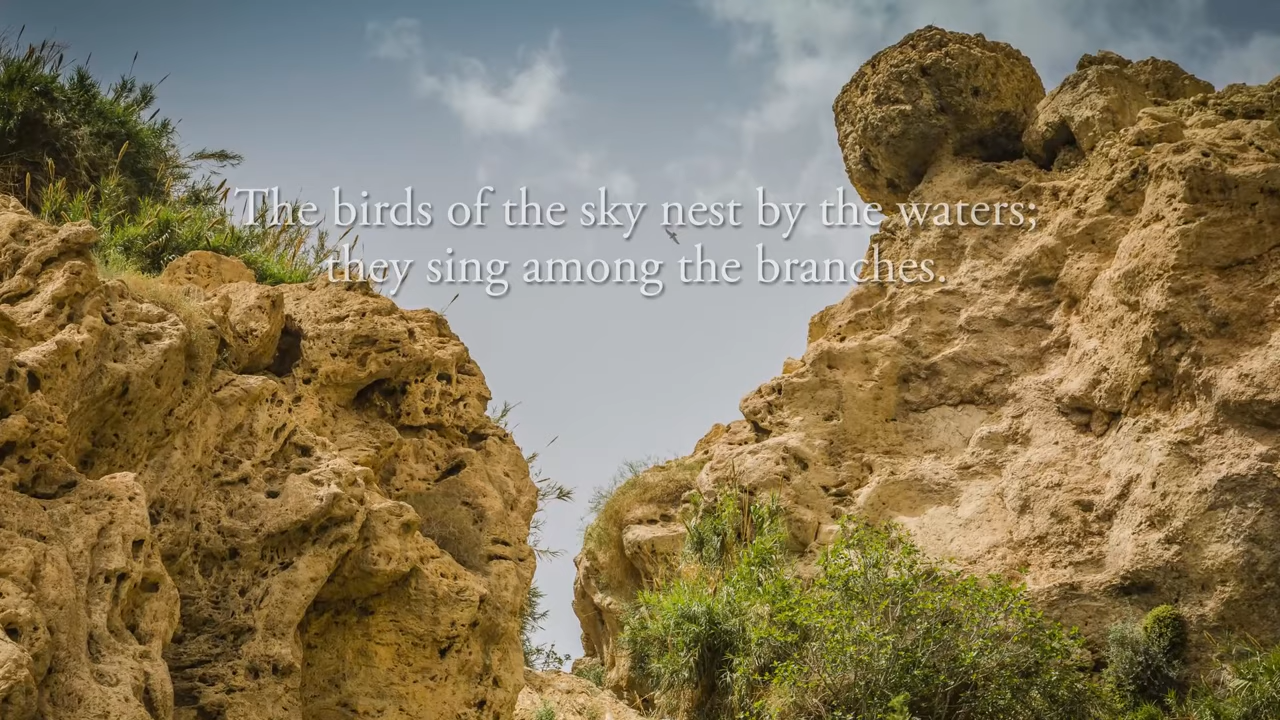 The birds of the sky nest by the waters;
they sing among the branches.